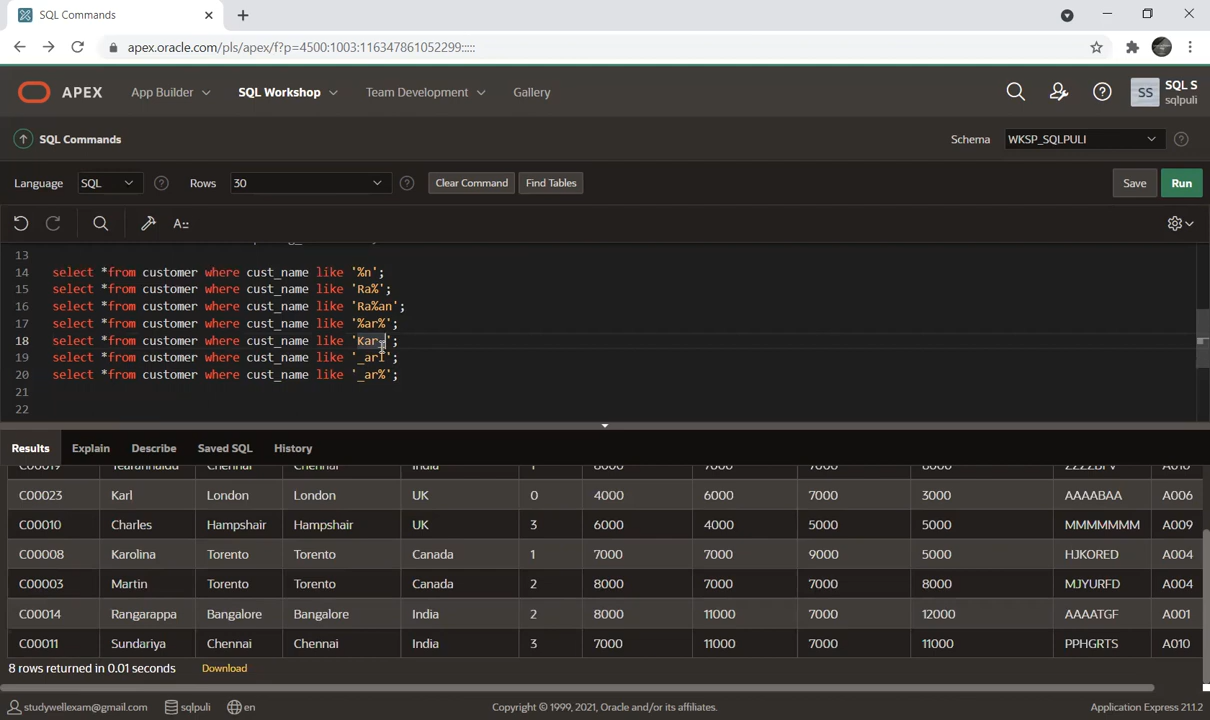 SQL Commands
apex.oracle.com/pls/apex/f?p=4500:1003:116347861052299:::::
APEX App Builder SQL Workshop Team Development Gallery SS SQL S
sqlpuli
SQL Commands Schema WKSP_SQLPULI
Language SQL Rows 30 Clear Command Find Tables Save Run
A::
13
14 select *from customer where cust_name like '%n';
15 select *from customer where cust_name like 'Ra%';
16 select *from customer where cust_name like 'Ra%an';
17 select *from customer where cust_name like '%ar%';
18 select *from customer where cust_name like 'Kar_';
19 select *from customer where cust_name like '_arl';
20 select *from customer where cust_name like '_ar%';
21
22
Results Explain Describe Saved SQL History
C00023 Karl London London UK 0 4000 6000 7000 3000 AAAABAA A006
C00010 Charles Hampshair Hampshair UK 3 6000 4000 5000 5000 MMMMMMM A009
C00008 Karolina Torento Torento Canada 1 7000 7000 9000 5000 HJKORED A004
C00003 Martin Torento Torento Canada 2 8000 7000 7000 8000 MJYURFD A004
C00014 Rangarappa Bangalore Bangalore India 2 8000 11000 7000 12000 AAAATGF A001
C00011 Sundariya Chennai Chennai India 3 7000 11000 7000 11000 PPHGRTS A010
8 rows returned in 0.01 seconds Download
studywellexam@gmail.com sqlpuli en Copyright © 1999, 2021, Oracle and/or its affiliates. Application Express 21.1.2